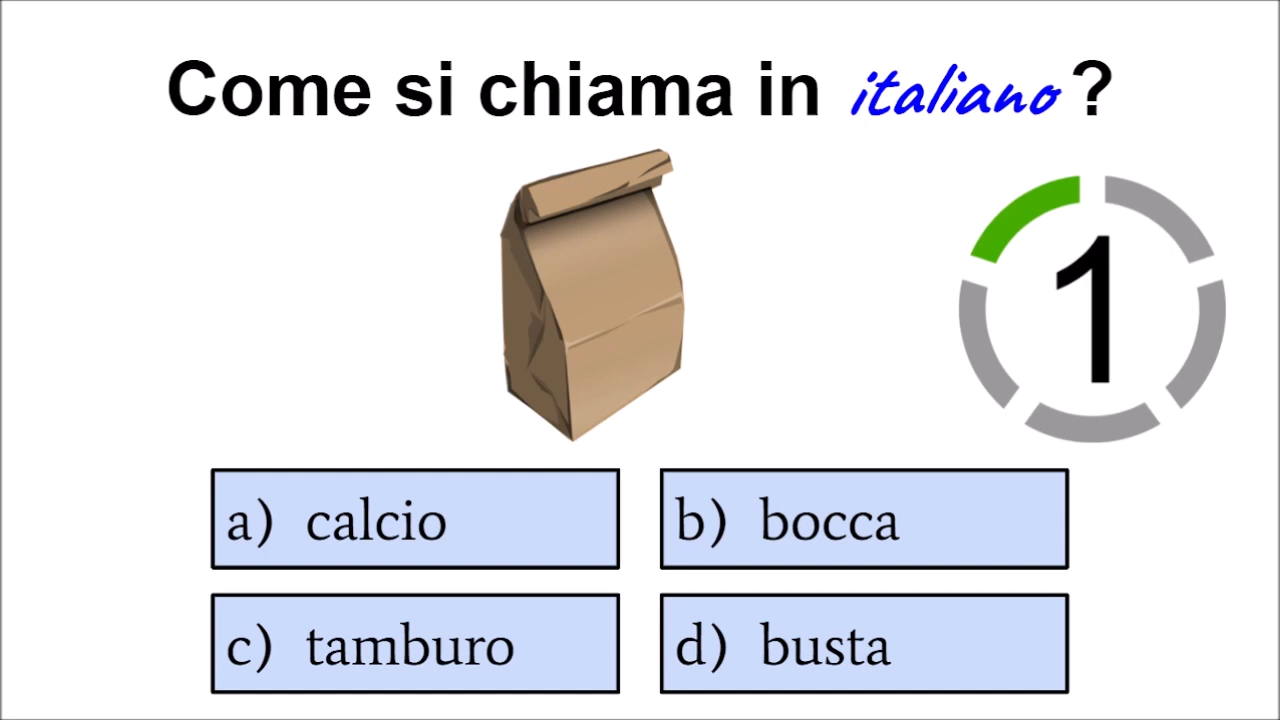 Come si chiama in italiano ?
1
a) calcio
b) bocca
c) tamburo
d) busta